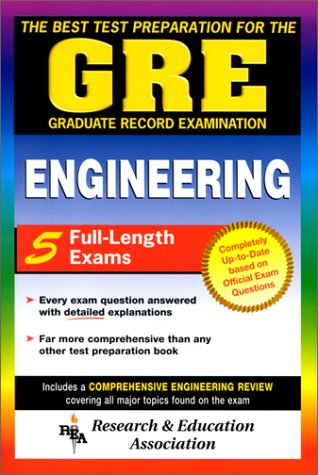 THE BEST TEST PREPARATION FOR THE
GRE
GRADUATE RECORD EXAMINATION
ENGINEERING
5 Full-Length
Exams
Completely
Up-to-Date
based on
Official Exam
Questions
Every exam question answered
with detailed explanations
Far more comprehensive than any
other test preparation book
Includes a COMPREHENSIVE ENGINEERING REVIEW
covering all major topics found on the exam
REA
Research & Education
Association